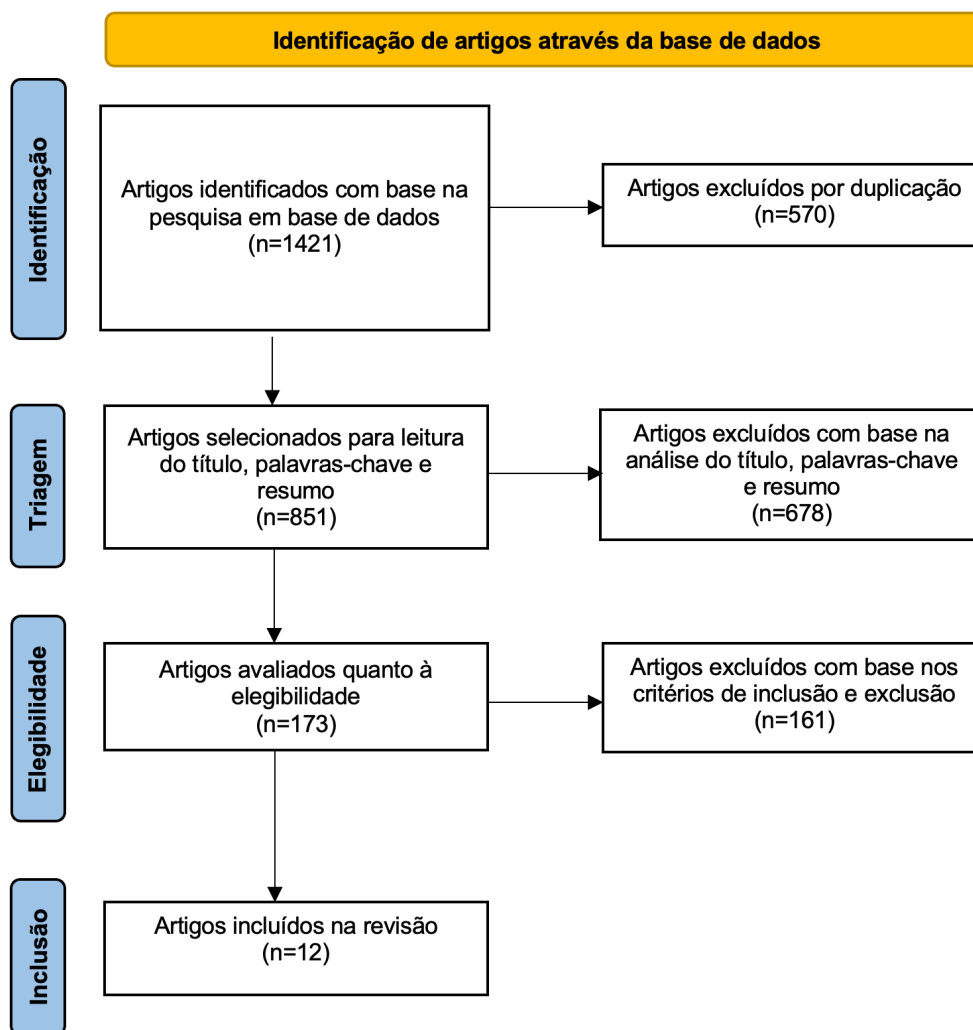 Identificação de artigos através da base de dados
Identificação
Artigos identificados com base na
pesquisa em base de dados
(n=1421)
Artigos excluídos por duplicação
(n=570)
Triagem
Artigos selecionados para leitura
do título, palavras-chave e
resumo
(n=851)
Artigos excluídos com base na
análise do título, palavras-chave
e resumo
(n=678)
Elegibilidade
Artigos avaliados quanto à
elegibilidade
(n=173)
Artigos excluídos com base nos
critérios de inclusão e exclusão
(n=161)
Inclusão
Artigos incluídos na revisão
(n=12)